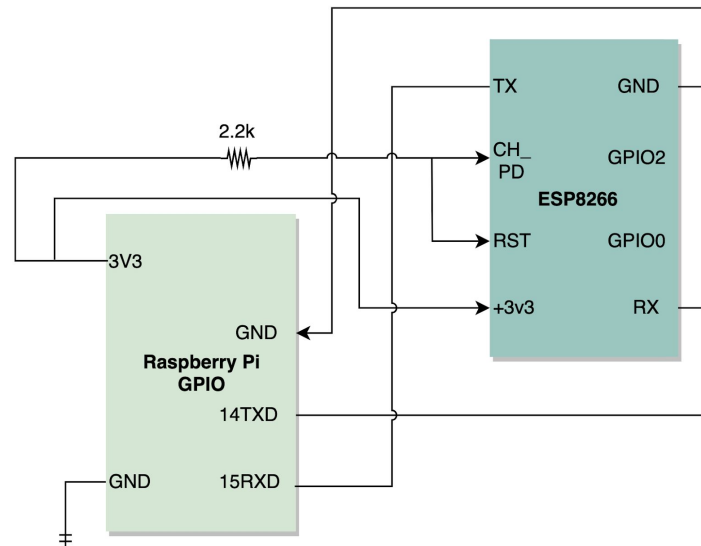 2.2k
TX
GND
CH_
PD
GPIO2
ESP8266
RST
GPIO0
+3v3
RX
3V3
GND
Raspberry Pi
GPIO
14TXD
GND
15RXD